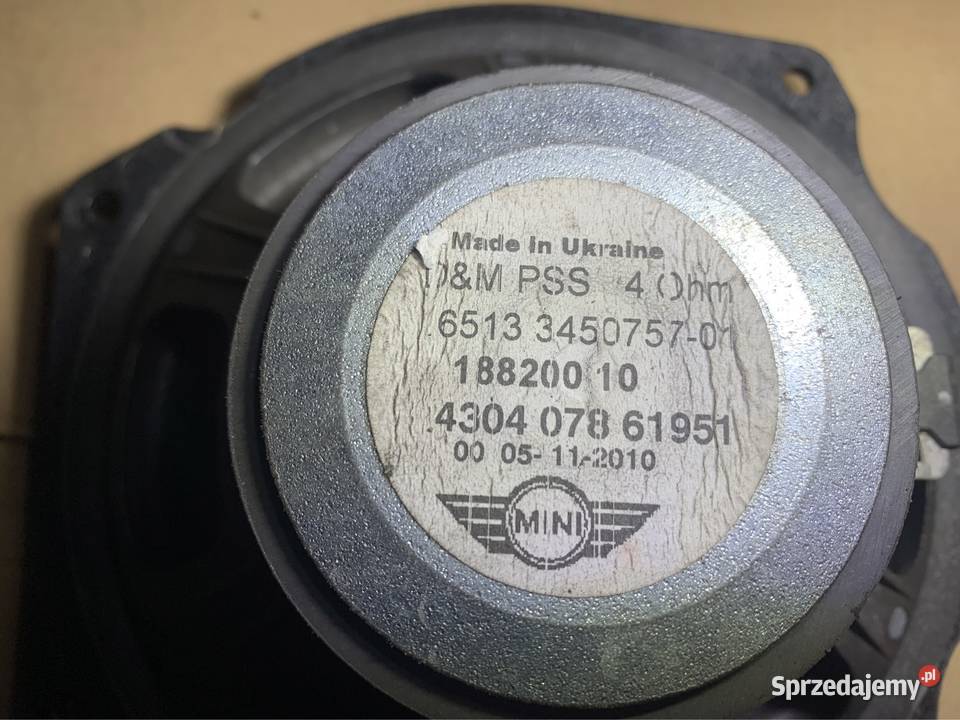 Made In Ukraine
D&M PSS 4 Ohm
6513 3450757-01
188200 10
4304 078 61951
00 05-11-2010
MINI
Sprzedajemy.pl